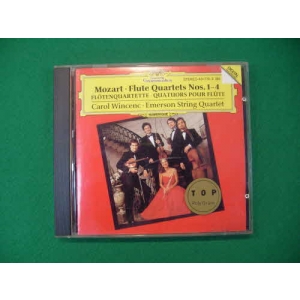 Mozart · Flute Quartets Nos. 1–4
FLÖTENQUARTETTE · QUATUORS POUR FLÛTE
Carol Wincenc · Emerson String Quartet
TOP